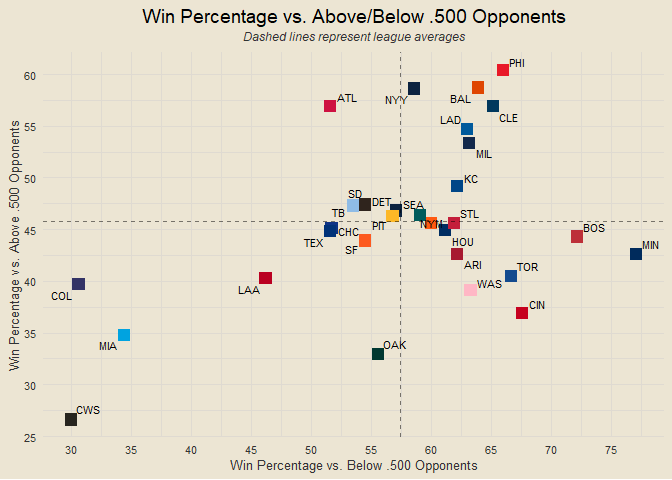 Win Percentage vs. Above/Below .500 Opponents
Dashed lines represent league averages
Win Percentage vs. Above .500 Opponents
60
55
50
45
40
35
30
25
PHI
NYY
BAL
ATL
CLE
LAD
MIL
KC
SD
DET
SEA
TB
PIT
NYM
STL
CHC
TEX
SF
HOU
BOS
MIN
ARI
TOR
WAS
CIN
LAA
COL
MIA
OAK
CWS
30 35 40 45 50 55 60 65 70 75
Win Percentage vs. Below .500 Opponents